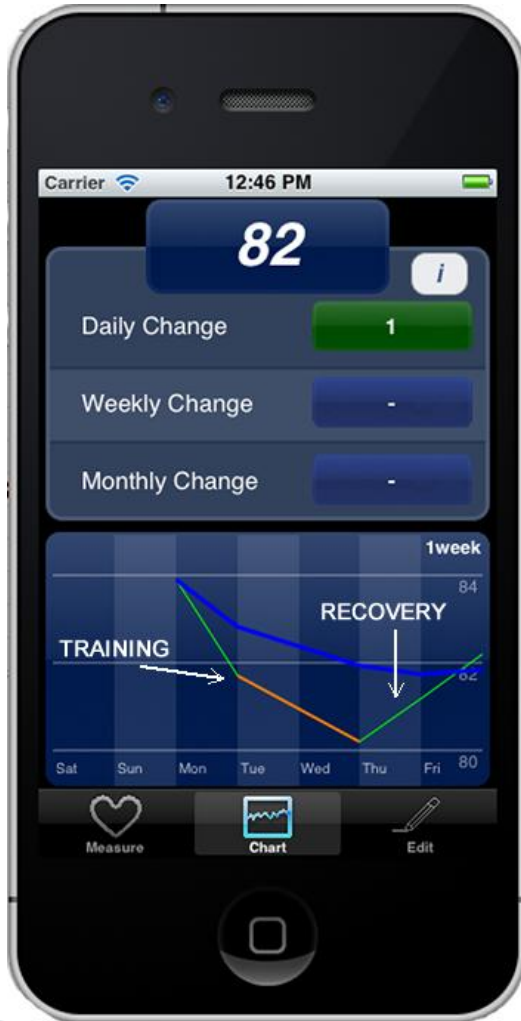 Carrier 12:46 PM
82
i
Daily Change 1
Weekly Change -
Monthly Change -
1week
84
RECOVERY
TRAINING
82
Sat Sun Mon Tue Wed Thu Fri 80
Measure Chart Edit